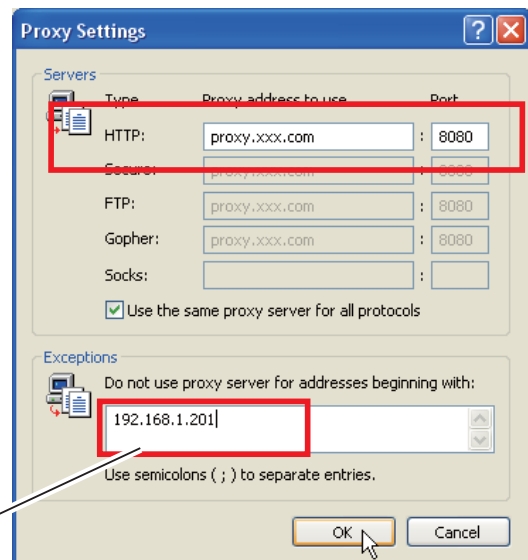 Proxy Settings
Servers
Type Proxy address to use Port
HTTP: proxy.xxx.com : 8080
Secure: proxy.xxx.com : 8080
FTP: proxy.xxx.com : 8080
Gopher: proxy.xxx.com : 8080
Socks: :
Use the same proxy server for all protocols
Exceptions
Do not use proxy server for addresses beginning with:
192.168.1.201
Use semicolons ( ; ) to separate entries.
OK Cancel